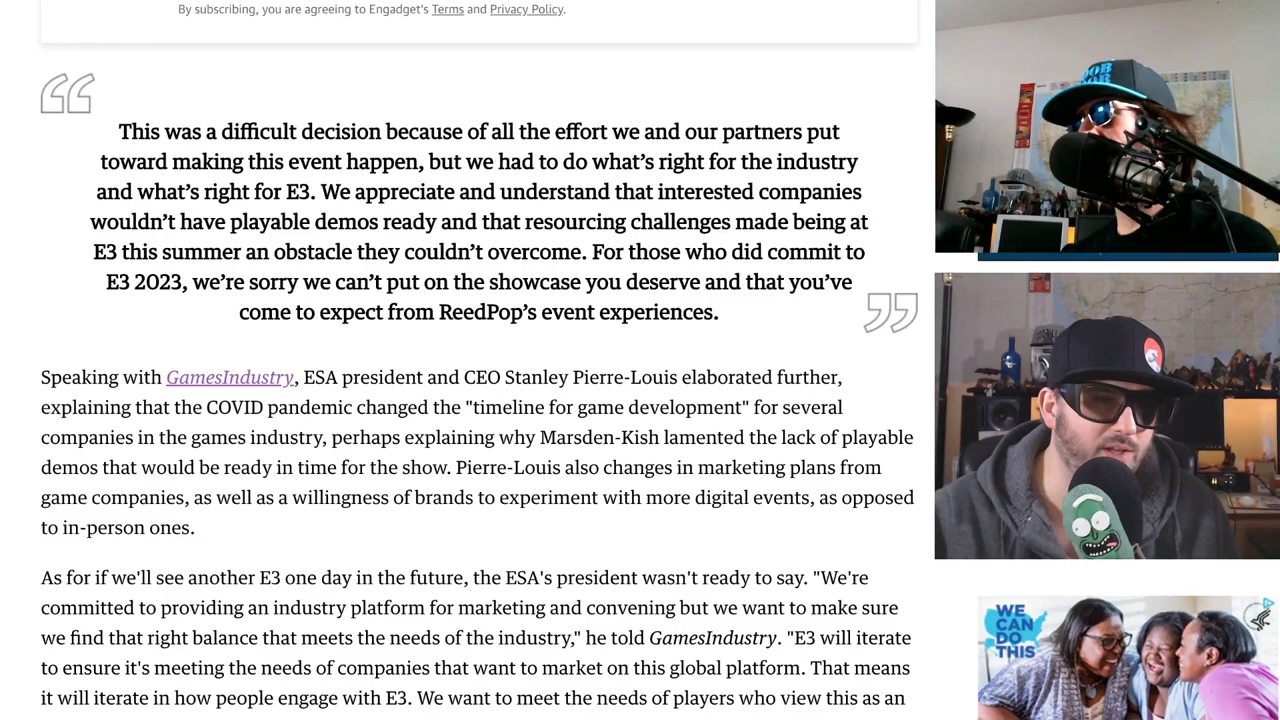 By subscribing, you are agreeing to Engadget's Terms and Privacy Policy.
This was a difficult decision because of all the effort we and our partners put
toward making this event happen, but we had to do what's right for the industry
and what's right for E3. We appreciate and understand that interested companies
wouldn't have playable demos ready and that resourcing challenges made being at
E3 this summer an obstacle they couldn't overcome. For those who did commit to
E3 2023, we're sorry we can't put on the showcase you deserve and that you've
come to expect from ReedPop's event experiences.
Speaking with GamesIndustry, ESA president and CEO Stanley Pierre-Louis elaborated further,
explaining that the COVID pandemic changed the "timeline for game development" for several
companies in the games industry, perhaps explaining why Marsden-Kish lamented the lack of playable
demos that would be ready in time for the show. Pierre-Louis also changes in marketing plans from
game companies, as well as a willingness of brands to experiment with more digital events, as opposed
to in-person ones.
As for if we'll see another E3 one day in the future, the ESA's president wasn't ready to say. "We're
committed to providing an industry platform for marketing and convening but we want to make sure
we find that right balance that meets the needs of the industry," he told GamesIndustry. "E3 will iterate
to ensure it's meeting the needs of companies that want to market on this global platform. That means
it will iterate in how people engage with E3. We want to meet the needs of players who view this as an
WE
CAN
DO
THIS